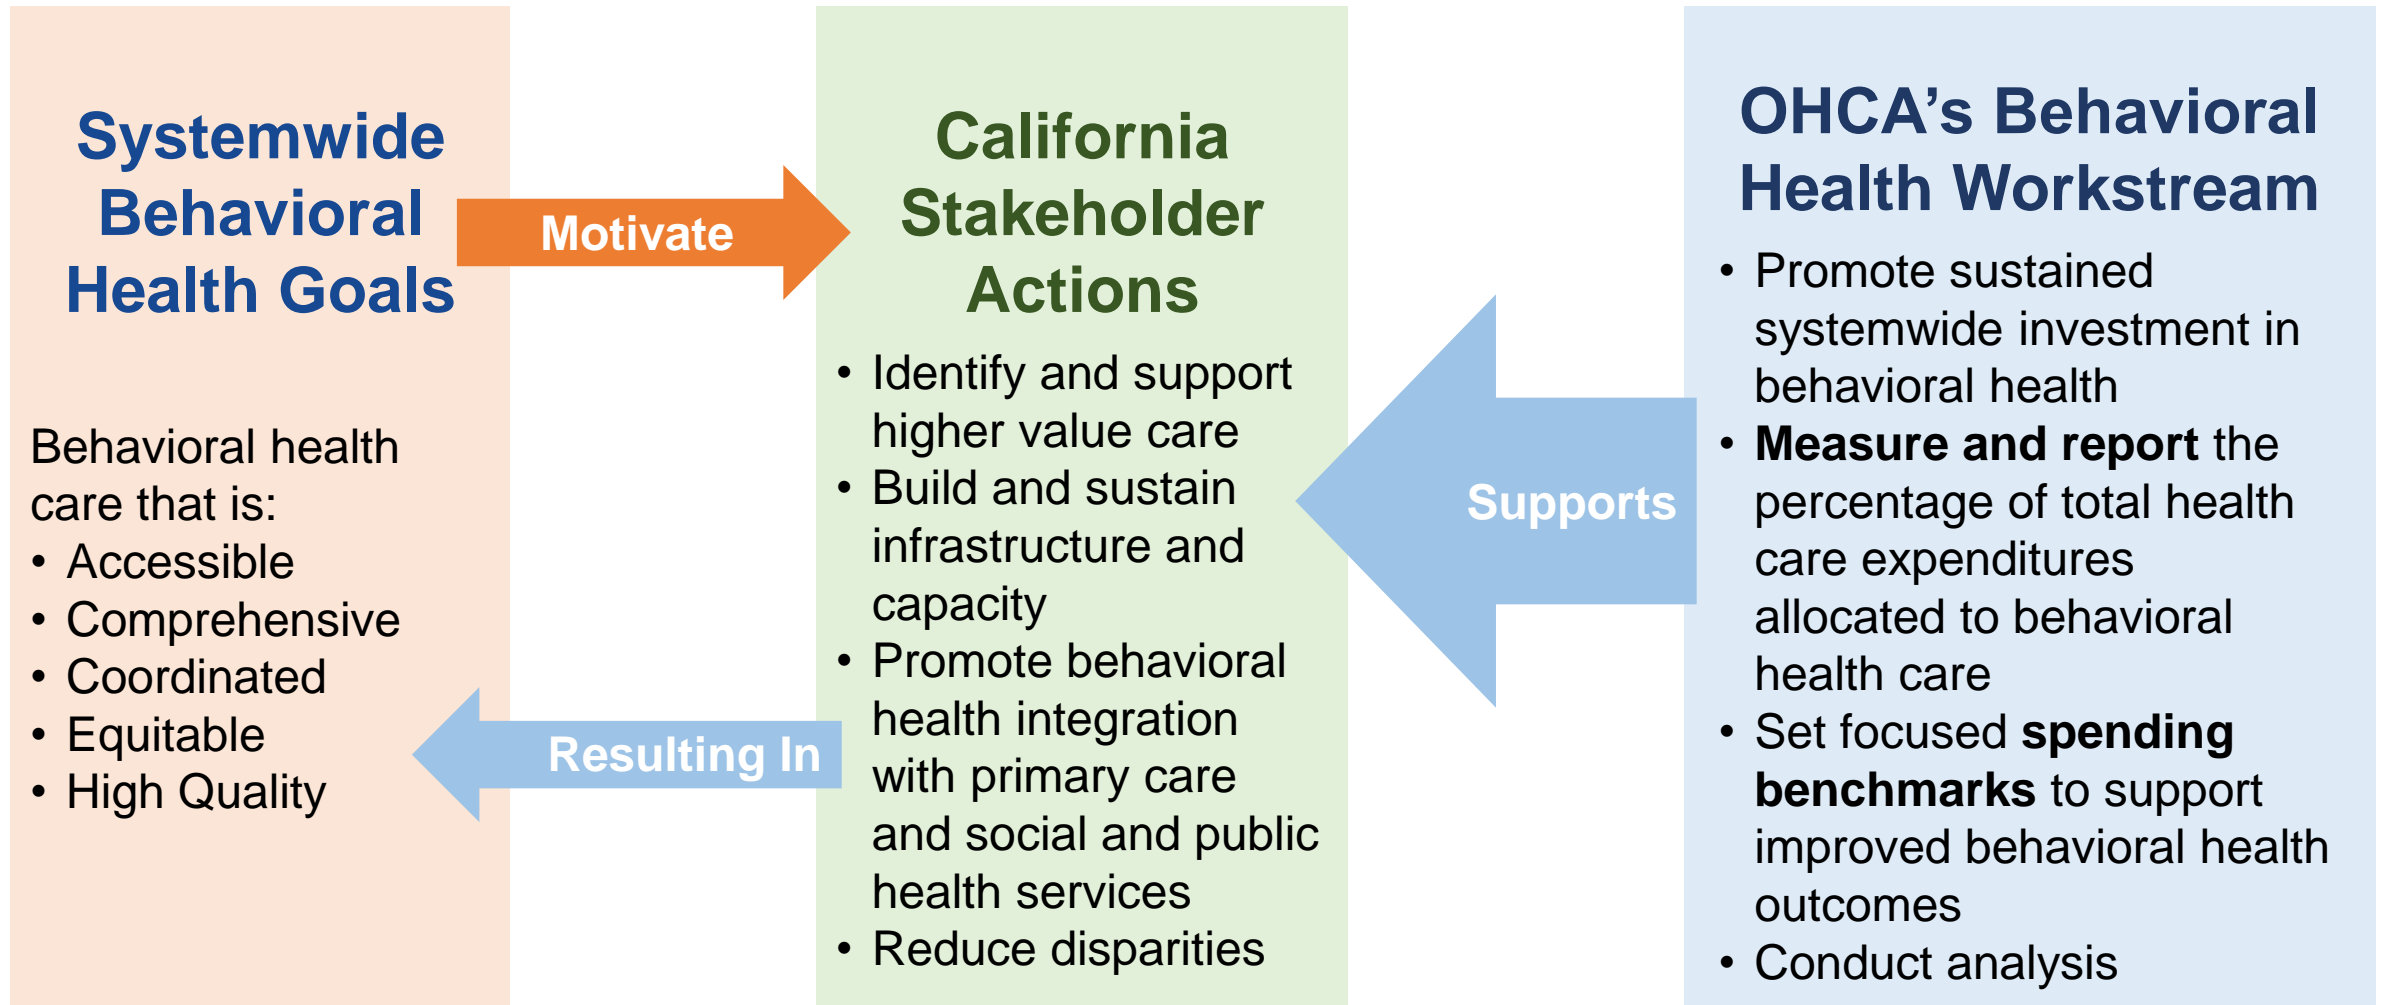 Systemwide
Behavioral
Health Goals
Behavioral health
care that is:
• Accessible
• Comprehensive
• Coordinated
• Equitable
• High Quality
Motivate
Resulting In
California
Stakeholder
Actions
• Identify and support
higher value care
• Build and sustain
infrastructure and
capacity
• Promote behavioral
health integration
with primary care
and social and public
health services
• Reduce disparities
Supports
OHCA’s Behavioral
Health Workstream
• Promote sustained
systemwide investment in
behavioral health
• Measure and report the
percentage of total health
care expenditures
allocated to behavioral
health care
• Set focused spending
benchmarks to support
improved behavioral health
outcomes
• Conduct analysis